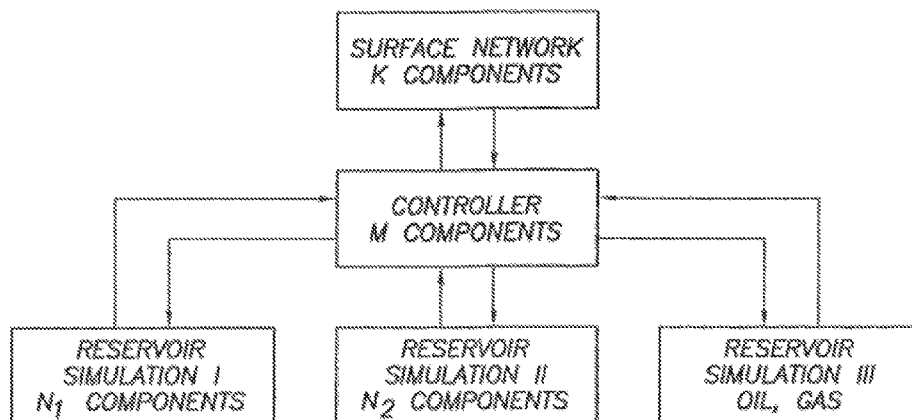 SURFACE NETWORK
K COMPONENTS
CONTROLLER
M COMPONENTS
RESERVOIR
SIMULATION I
N1 COMPONENTS
RESERVOIR
SIMULATION II
N2 COMPONENTS
RESERVOIR
SIMULATION III
OIL, GAS